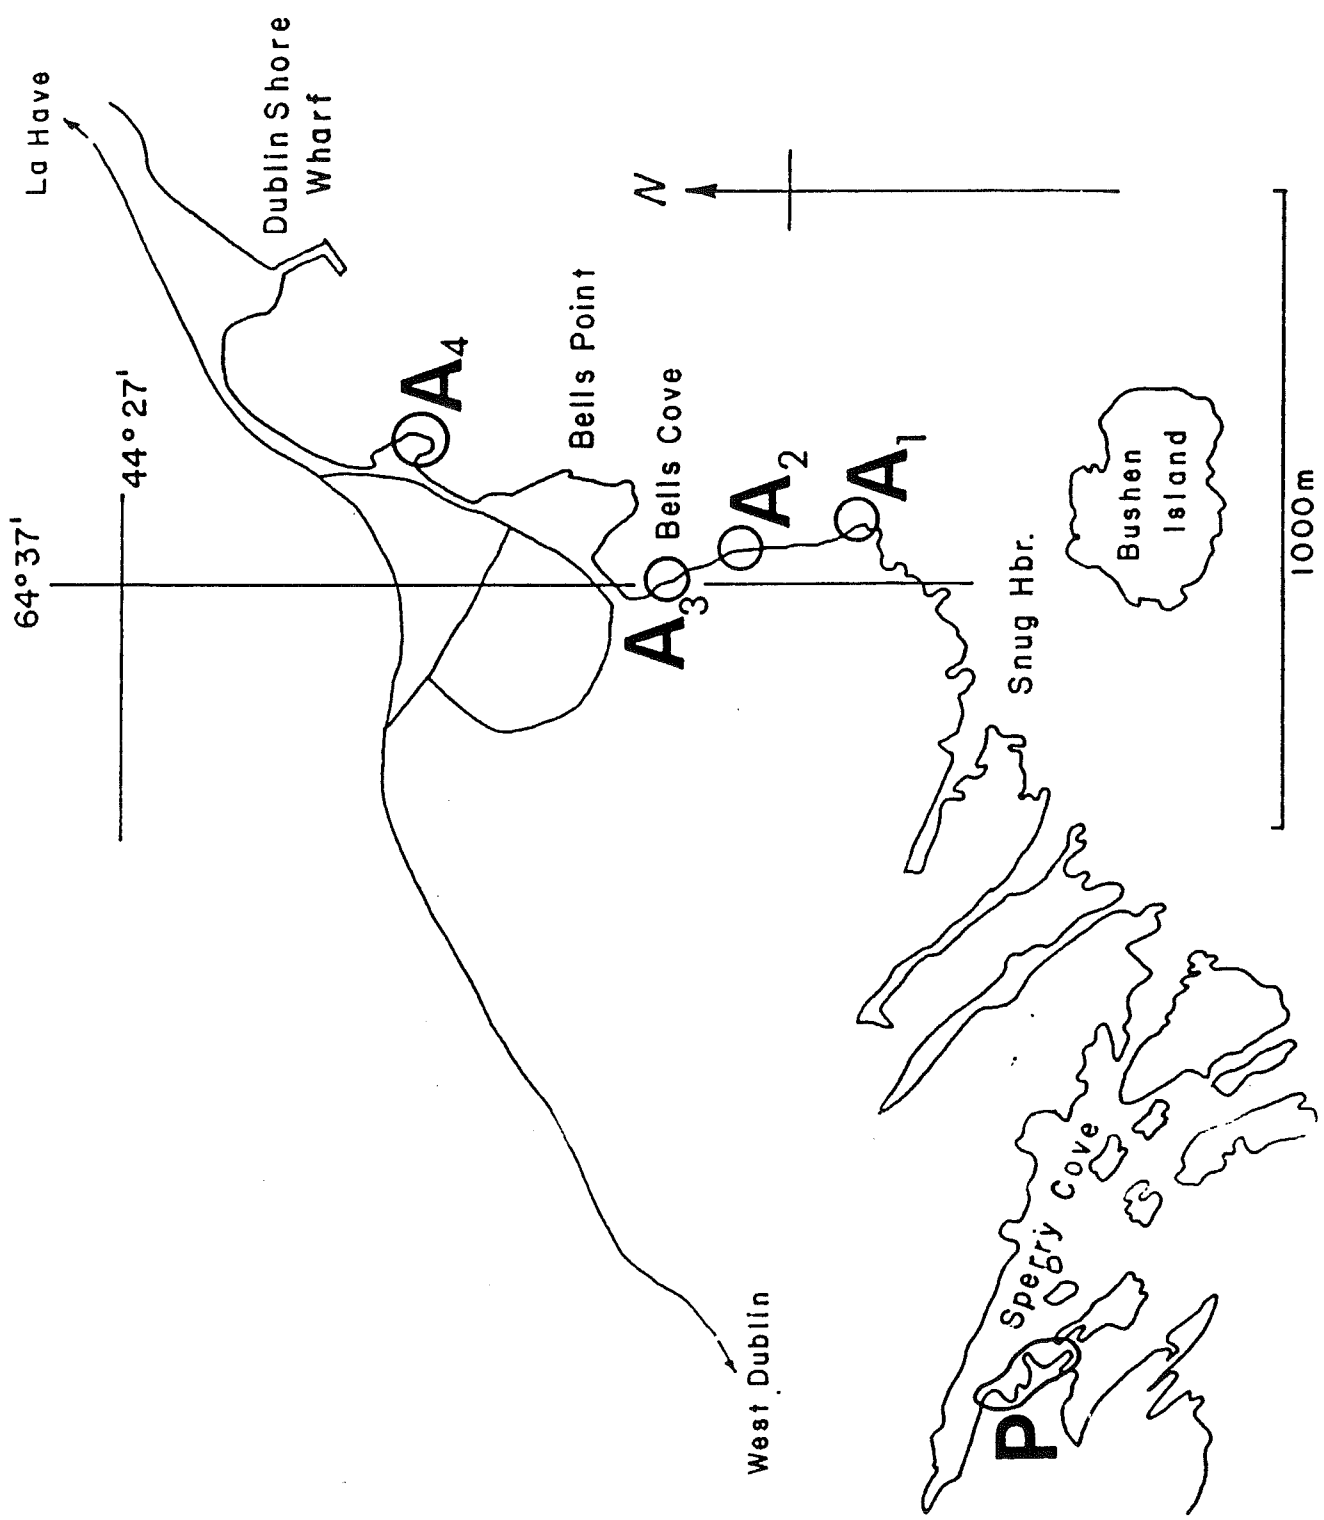 La Have
Dublin Shore
Wharf
64°37'
44°27'
N
A4
Bells Point
Bells Cove
A3
A2
A1
Snug Hbr.
Bushen
Island
1000m
West Dublin
Sperry Cove
P